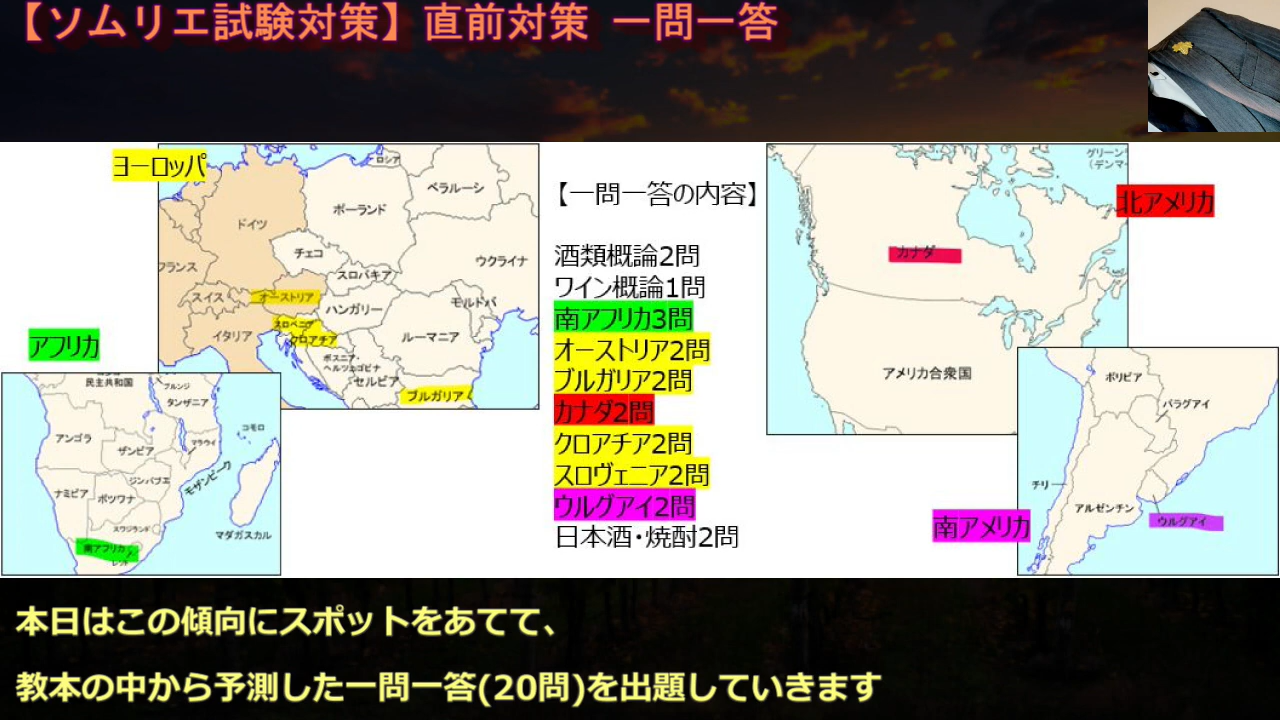 【ソムリエ試験対策】直前対策 一問一答
ヨーロッパ
ロシア
ベラルーシ
ポーランド
ドイツ
チェコ
ウクライナ
フランス
スロバキア
スイス
オーストリア
ハンガリー
モルドバ
スロベニア
クロアチア
イタリア
ルーマニア
ボスニア・
ヘルツェゴビナ
セルビア
ブルガリア
アフリカ
民主共和国
ブルンジ
タンザニア
コモロ
アンゴラ
ザンビア
マラウイ
ジンバブエ
モザンビーク
ナミビア
ボツワナ
スワジランド
マダガスカル
南アフリカ
レソト
【一問一答の内容】
酒類概論2問
ワイン概論1問
南アフリカ3問
オーストリア2問
ブルガリア2問
カナダ2問
クロアチア2問
スロヴェニア2問
ウルグアイ2問
日本酒・焼酎2問
グリーン
(デンマ
北アメリカ
カナダ
アメリカ合衆国
ボリビア
パラグアイ
チリ
アルゼンチン
ウルグアイ
南アメリカ
本日はこの傾向にスポットをあてて、
教本の中から予測した一問一答(20問)を出題していきます